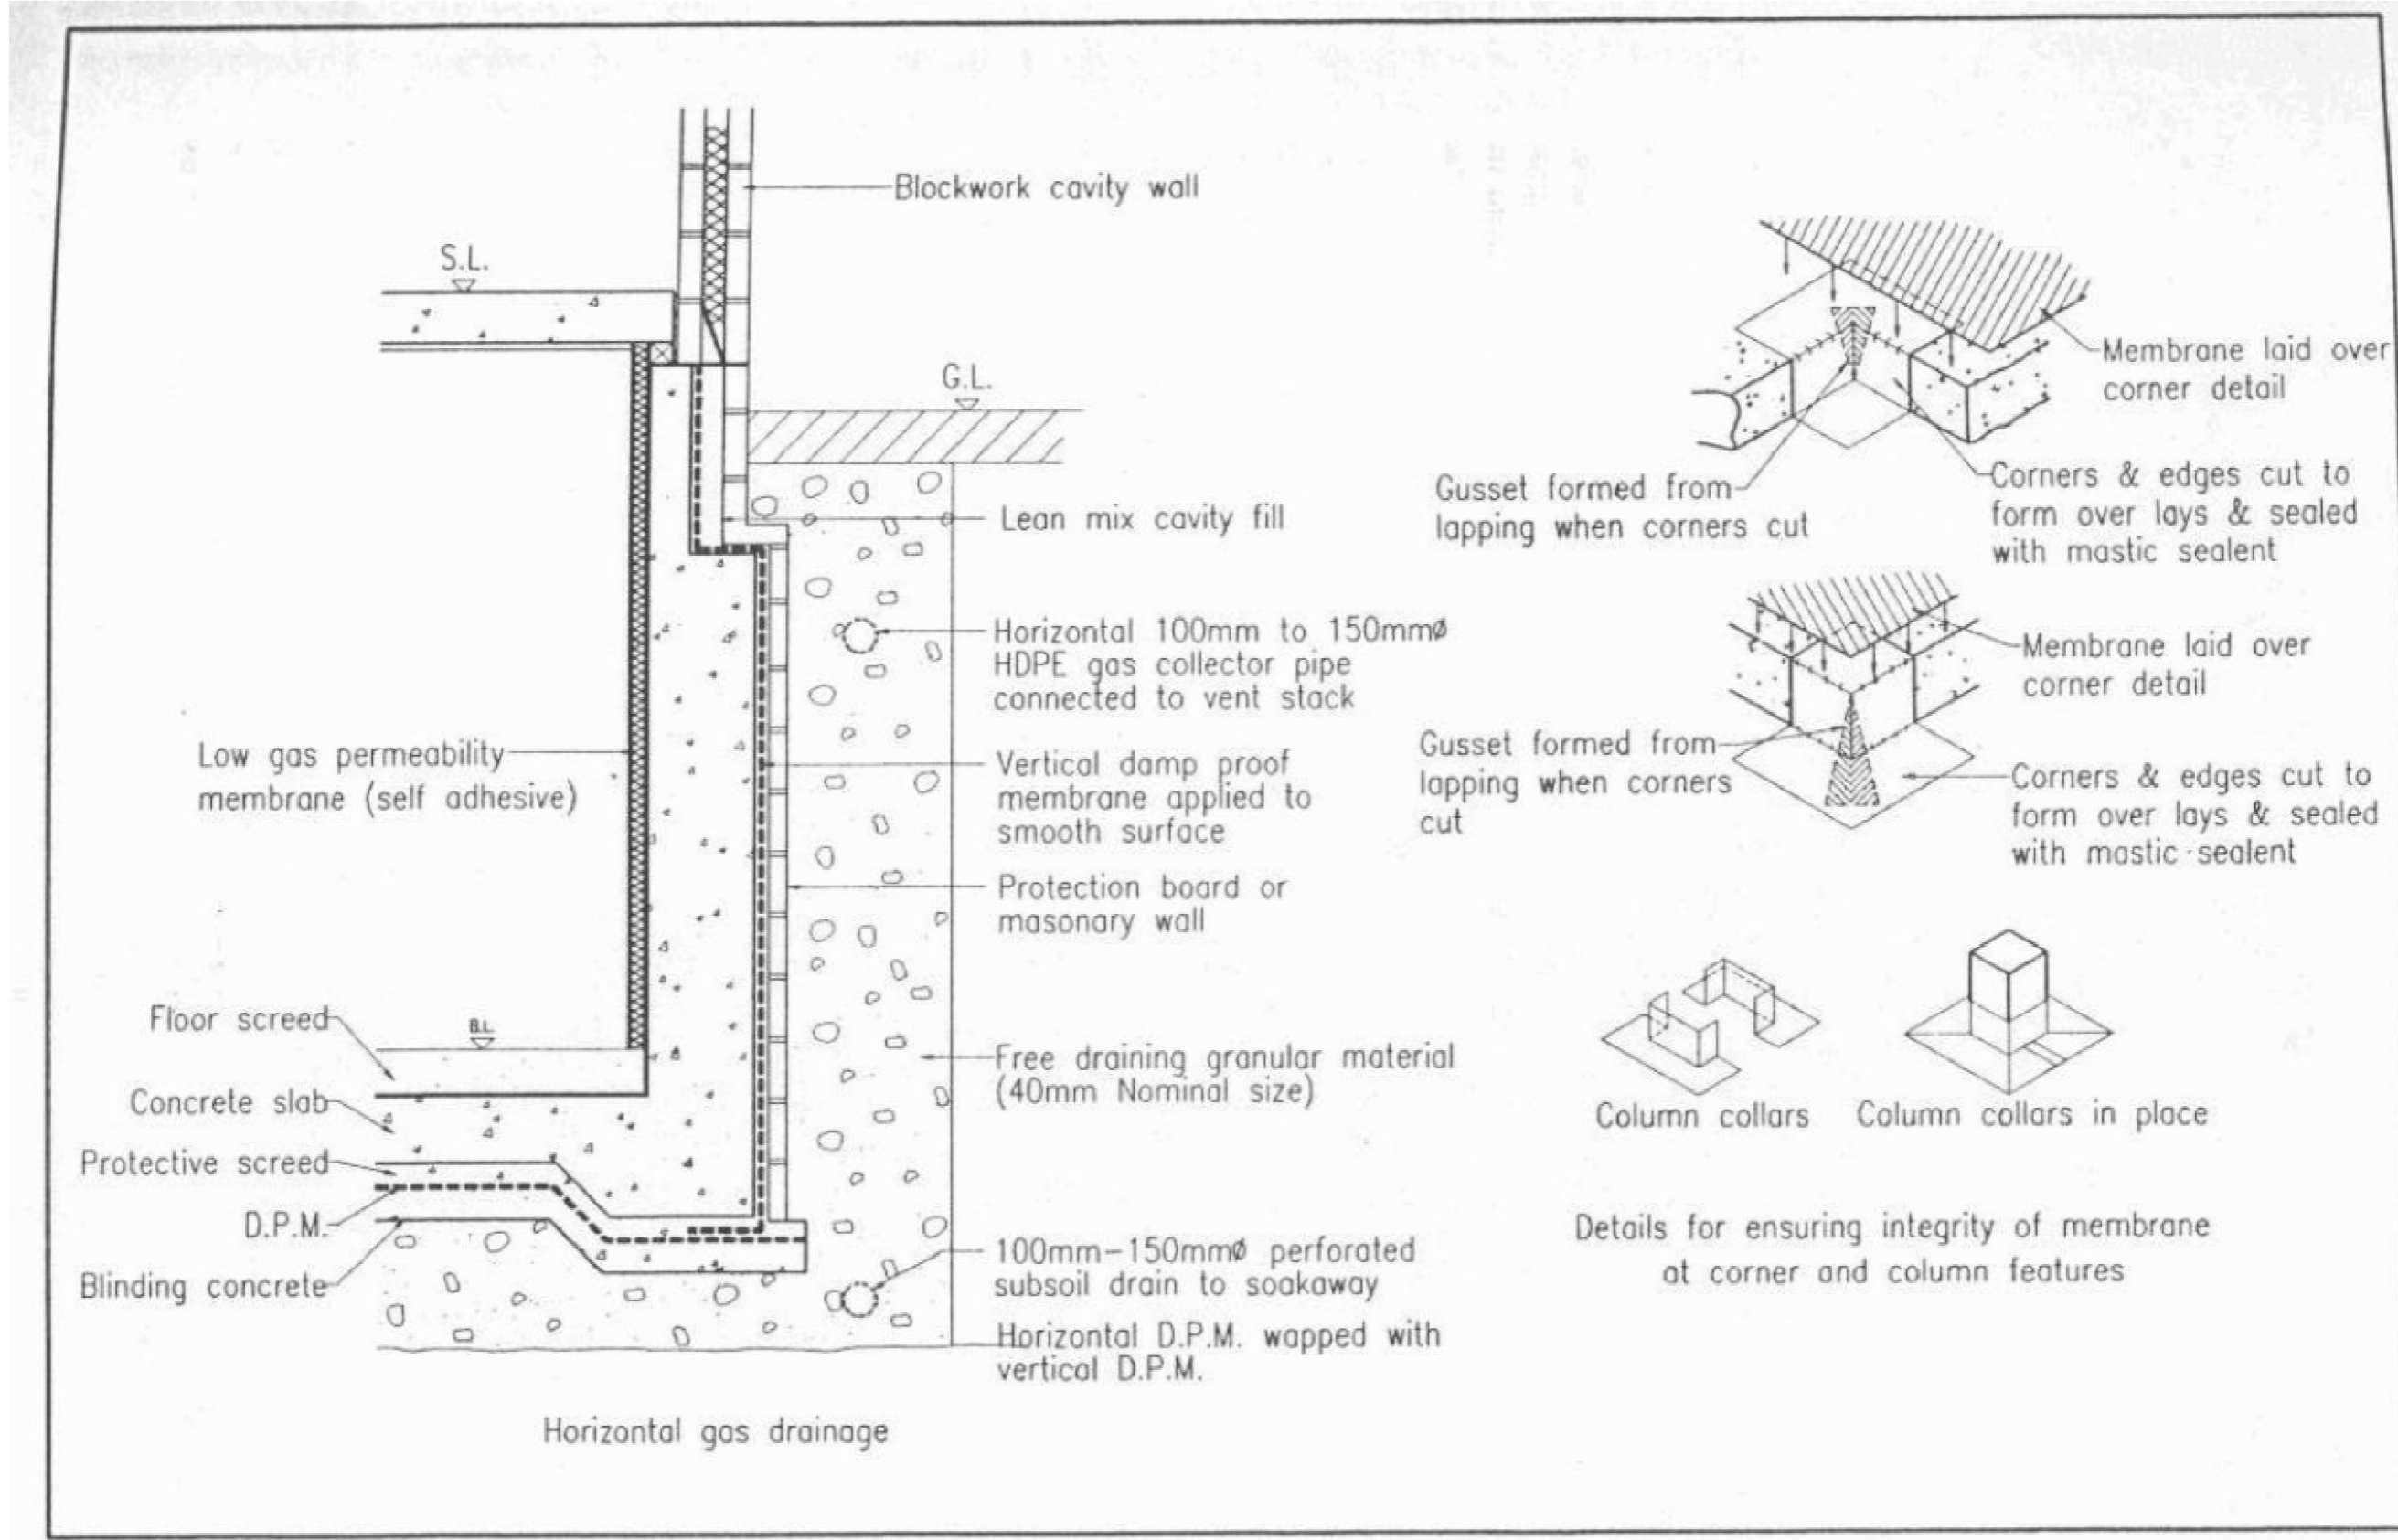 Blockwork cavity wall
S.L.
G.L.
Lean mix cavity fill
Horizontal 100mm to 150mmø
HDPE gas collector pipe
connected to vent stack
Low gas permeability
membrane (self adhesive)
Vertical damp proof
membrane applied to
smooth surface
Protection board or
masonary wall
Floor screed
B.L.
Concrete slab
Protective screed
D.P.M.
Blinding concrete
Free draining granular material
(40mm Nominal size)
100mm-150mmø perforated
subsoil drain to soakaway
Horizontal D.P.M. wapped with
vertical D.P.M.
Horizontal gas drainage
Membrane laid over
corner detail
Gusset formed from
lapping when corners cut
Corners & edges cut to
form over lays & sealed
with mastic sealent
Membrane laid over
corner detail
Gusset formed from
lapping when corners
cut
Corners & edges cut to
form over lays & sealed
with mastic sealent
Column collars
Column collars in place
Details for ensuring integrity of membrane
at corner and column features